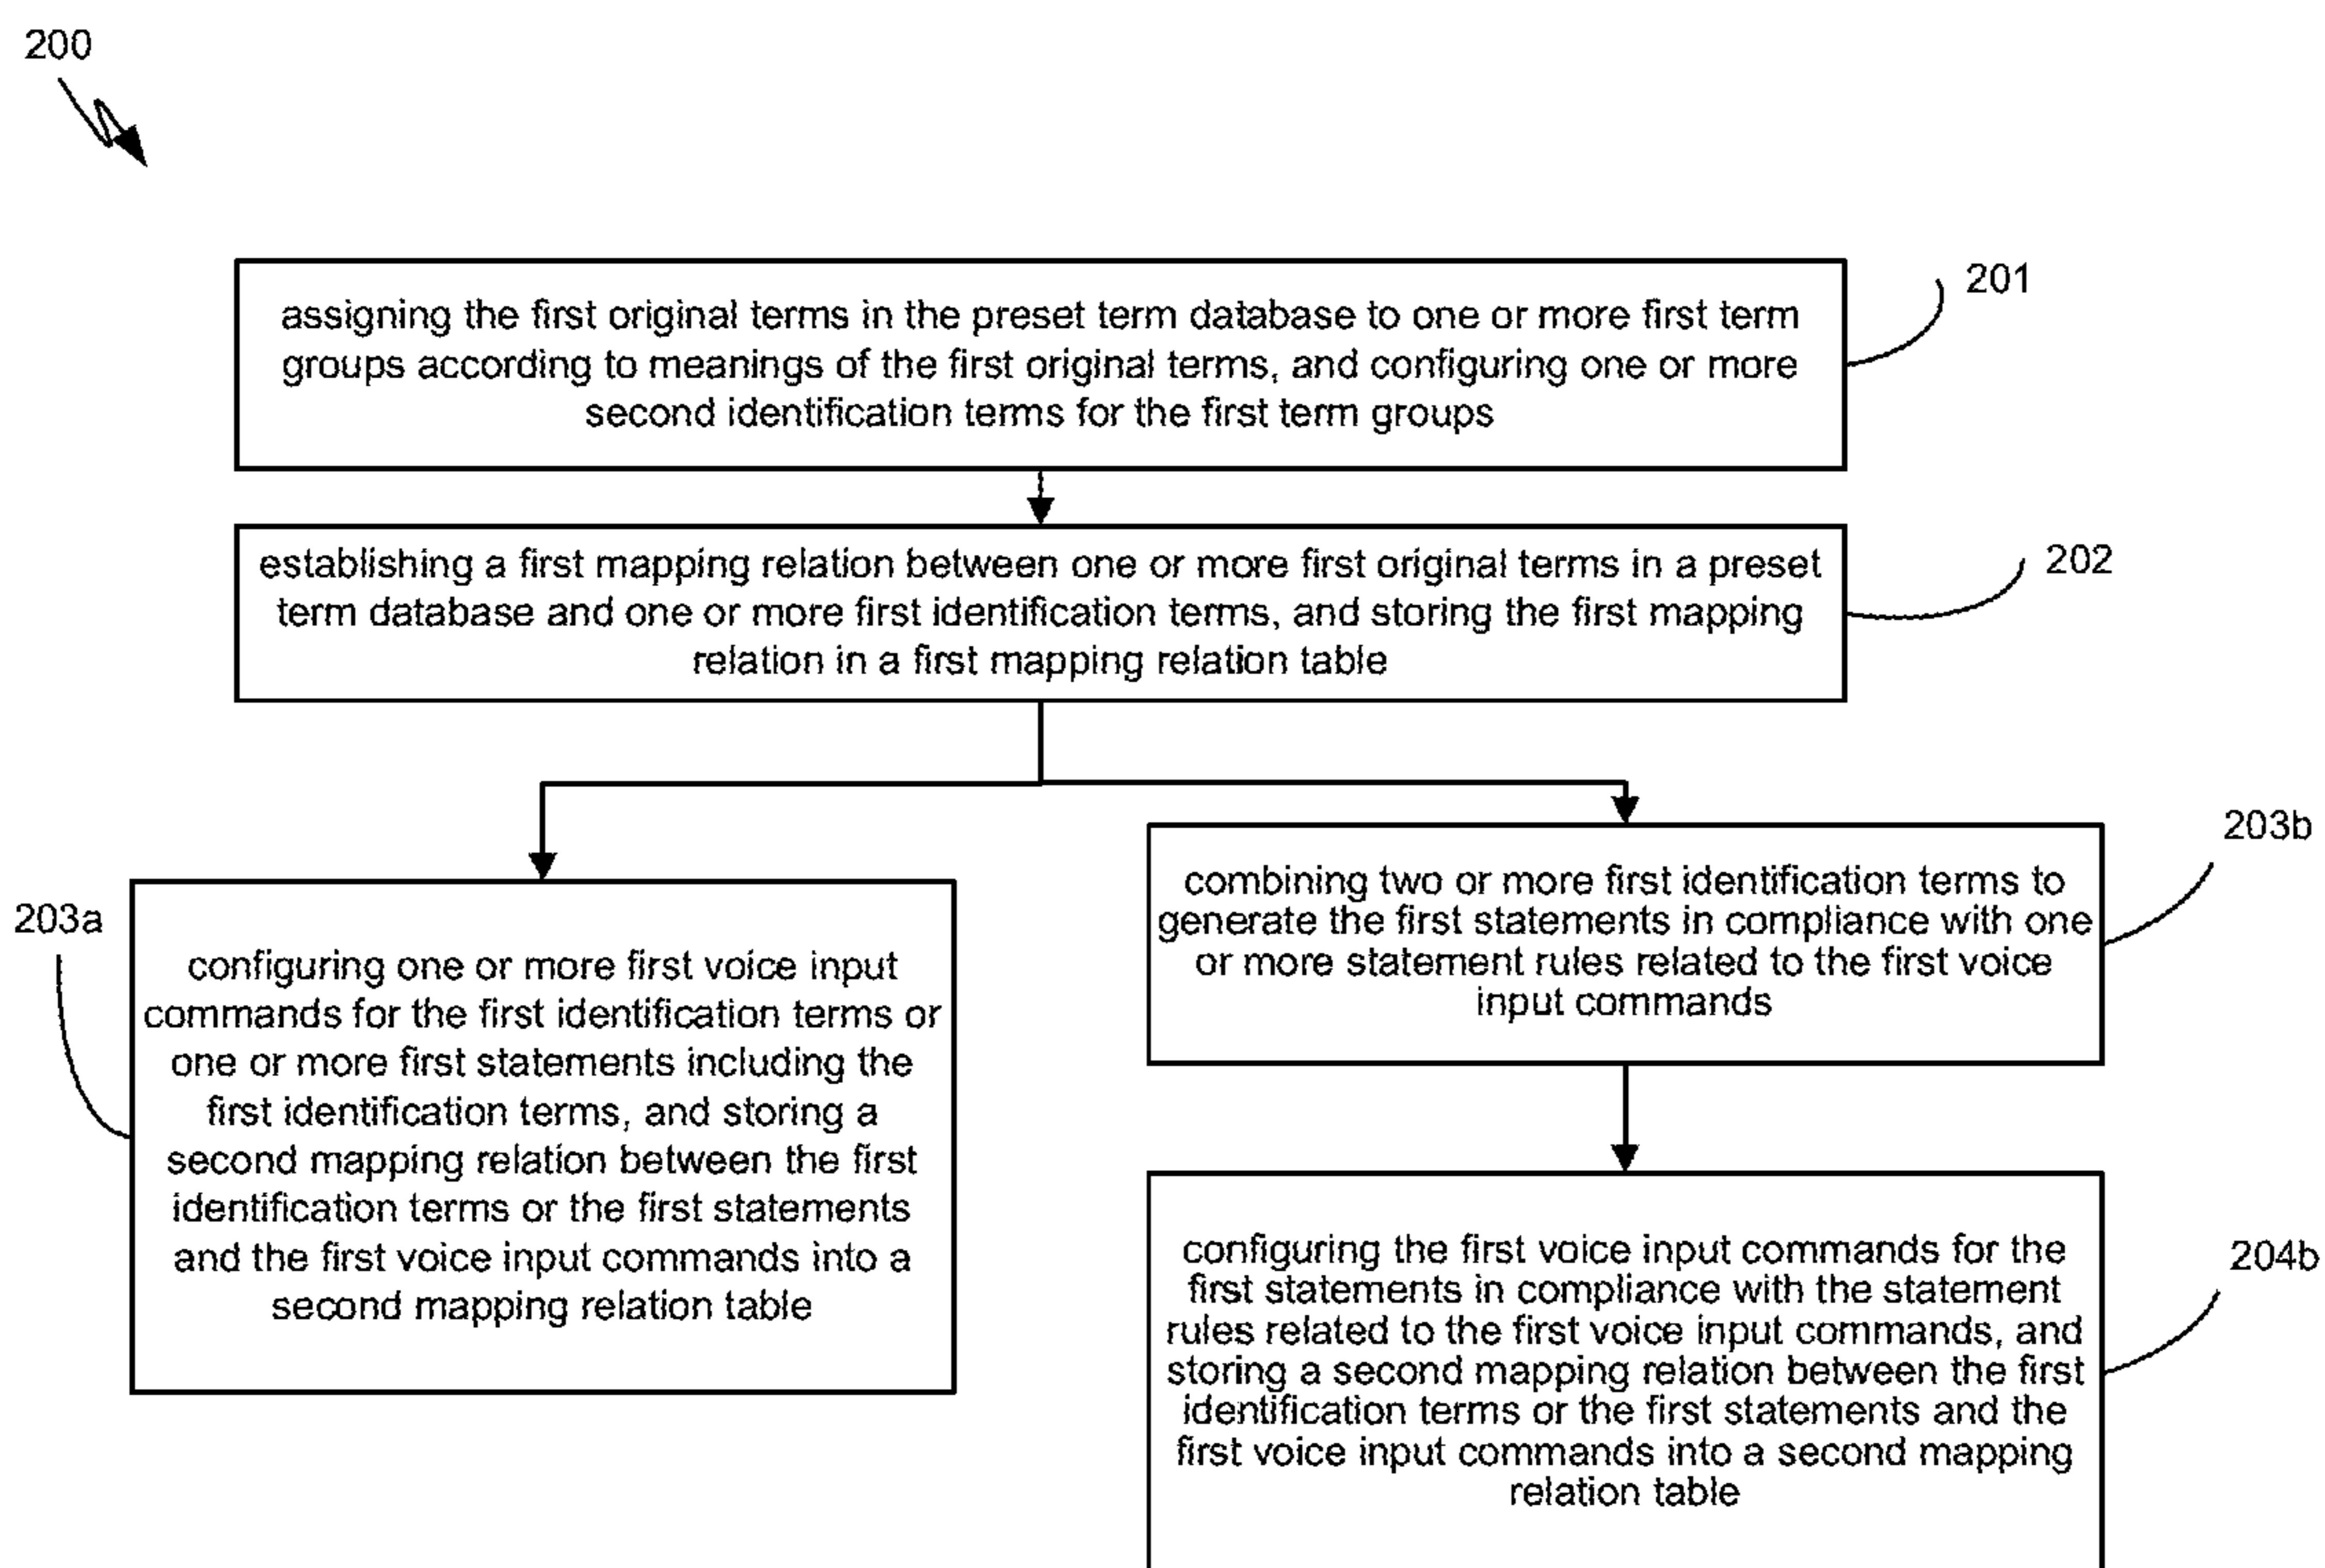 200
assigning the first original terms in the preset term database to one or more first term
groups according to meanings of the first original terms, and configuring one or more
second identification terms for the first term groups
201
establishing a first mapping relation between one or more first original terms in a preset
term database and one or more first identification terms, and storing the first mapping
relation in a first mapping relation table
202
203a
configuring one or more first voice input
commands for the first identification terms or
one or more first statements including the
first identification terms, and storing a
second mapping relation between the first
identification terms or the first statements
and the first voice input commands into a
second mapping relation table
203b
combining two or more first identification terms to
generate the first statements in compliance with one
or more statement rules related to the first voice
input commands
204b
configuring the first voice input commands for the
first statements in compliance with the statement
rules related to the first voice input commands, and
storing a second mapping relation between the first
identification terms or the first statements and the
first voice input commands into a second mapping
relation table